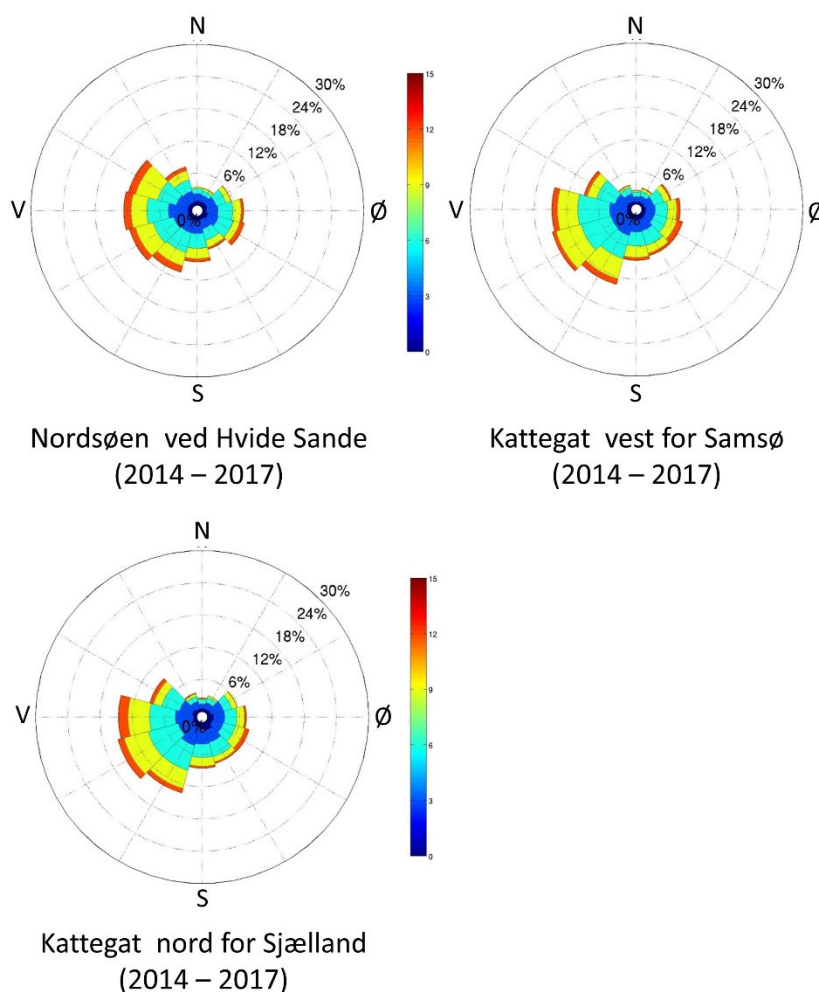 N
30%
24%
18%
12%
6%
0%
V
Ø
S
15
12
9
6
3
0
Nordsøen ved Hvide Sande
(2014 – 2017)
N
30%
24%
18%
12%
6%
0%
V
Ø
S
Kattegat vest for Samsø
(2014 – 2017)
N
30%
24%
18%
12%
6%
0%
V
Ø
S
15
12
9
6
3
0
Kattegat nord for Sjælland
(2014 – 2017)